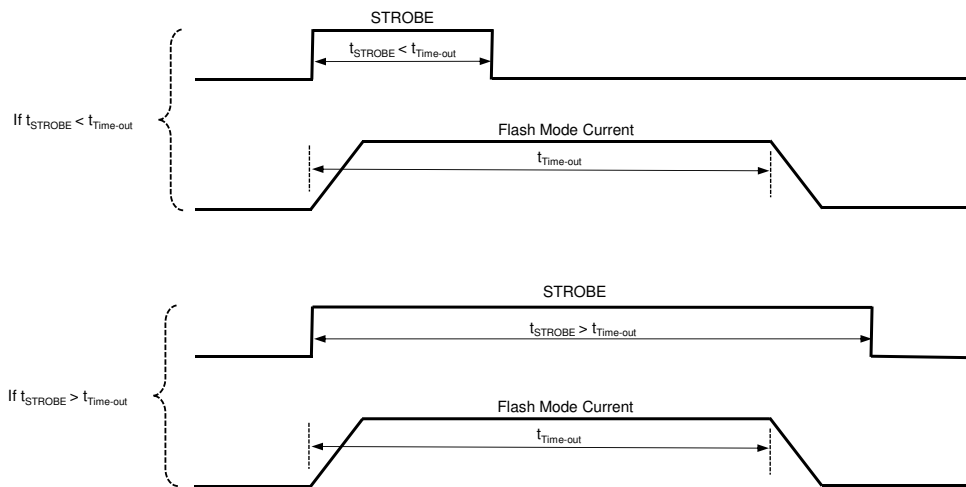 STROBE
tSTROBE < tTime-out
If tSTROBE < tTime-out
Flash Mode Current
tTime-out
STROBE
tSTROBE > tTime-out
If tSTROBE > tTime-out
Flash Mode Current
tTime-out